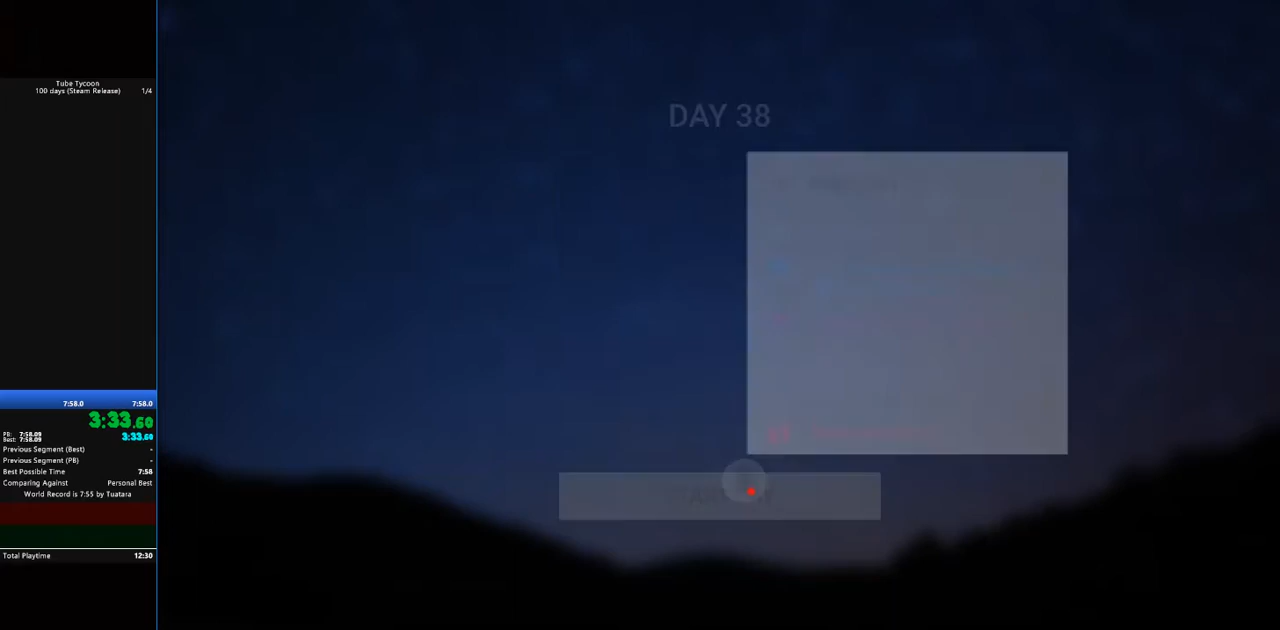 Tube Tycoon
100 days (Steam Release) 1/4
DAY 38
7:58.0 7:58.0
3:33.60
PB: 7:58.09
Best: 7:58.09 3:33.60
Previous Segment (Best) -
Previous Segment (PB) -
Best Possible Time 7:58
Comparing Against Personal Best
World Record is 7:55 by Tuatara
Total Playtime 12:30